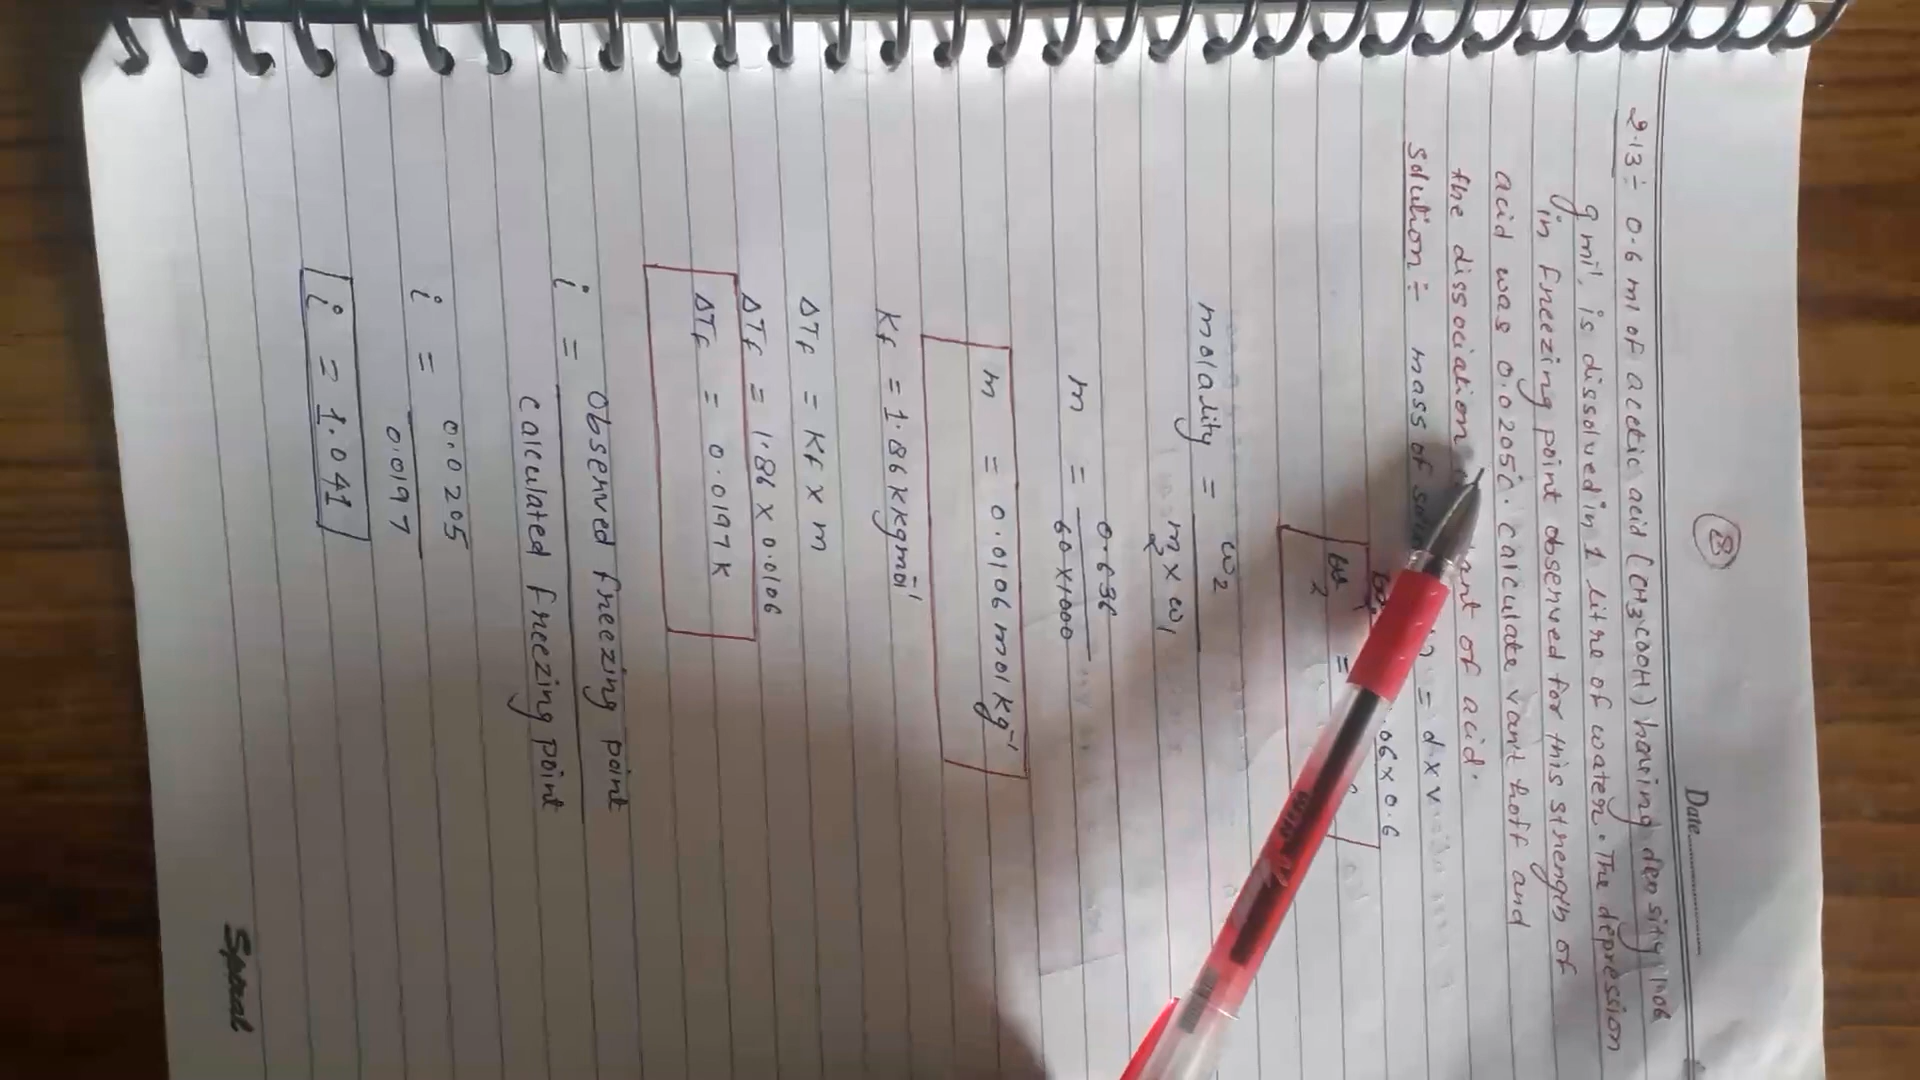 Date
8
2.13÷ 0.6 ml of acetic acid (CH3COOH) having density 1.06
g ml-1, is dissolved in 1 litre of water. The depression
in freezing point observed for this strength of
acid was 0.0205°c. calculate van't hoff and
the dissociation of acid.
Solution÷ mass of = d x v
.06 x 0.6
w2 =
molality = w2 / m2 x w1
m = 0.636 / 60x1000
m = 0.0106 mol kg-1
Kf = 1.86 K kg mol-1
ΔTf = Kf x m
ΔTf = 1.86 x 0.0106
ΔTf = 0.0197 K
i = observed freezing point / calculated freezing point
i = 0.0205 / 0.0197
i = 1.041
Spiral